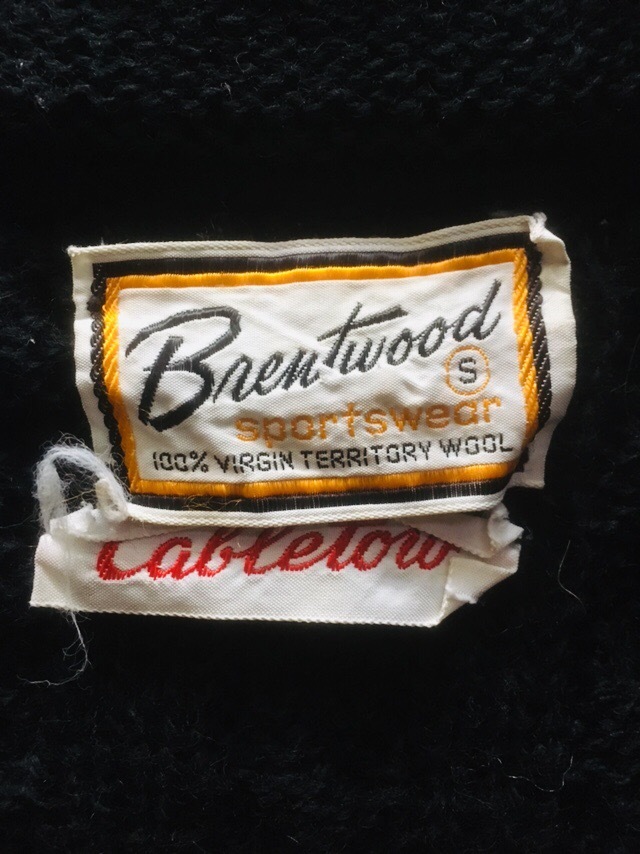 Brentwood
S
sportswear
100% VIRGIN TERRITORY WOOL
Cabletow